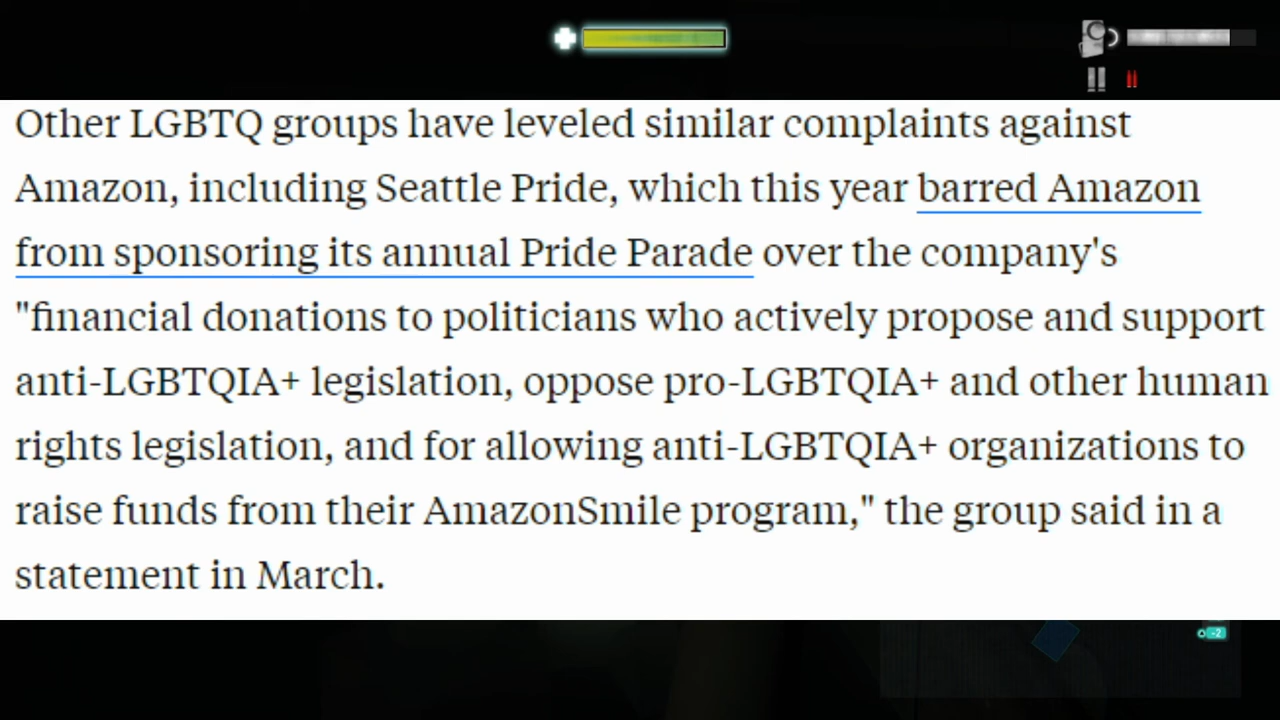 Other LGBTQ groups have leveled similar complaints against
Amazon, including Seattle Pride, which this year barred Amazon
from sponsoring its annual Pride Parade over the company's
"financial donations to politicians who actively propose and support
anti-LGBTQIA+ legislation, oppose pro-LGBTQIA+ and other human
rights legislation, and for allowing anti-LGBTQIA+ organizations to
raise funds from their AmazonSmile program," the group said in a
statement in March.
-2